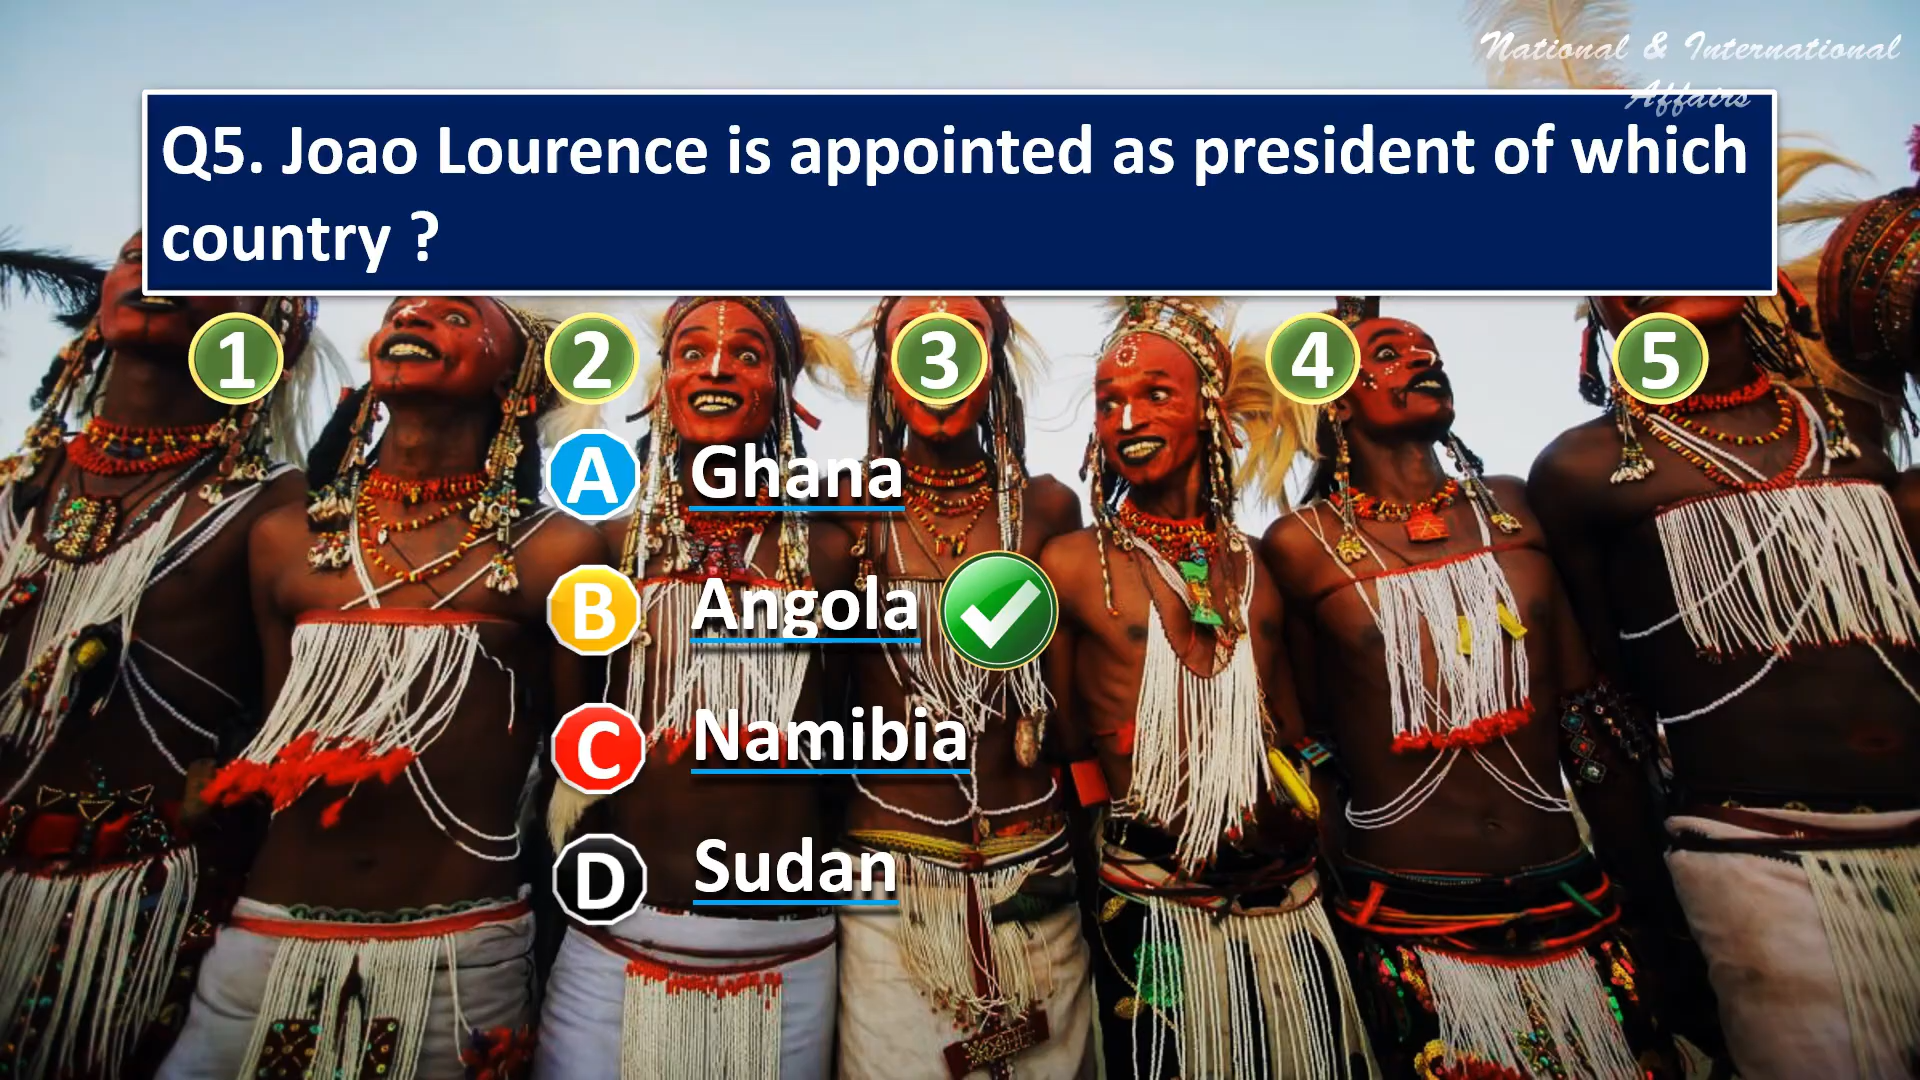 National & International
Affairs
Q5. Joao Lourence is appointed as president of which
country ?
1 2 3 4 5
A Ghana
B Angola
C Namibia
D Sudan